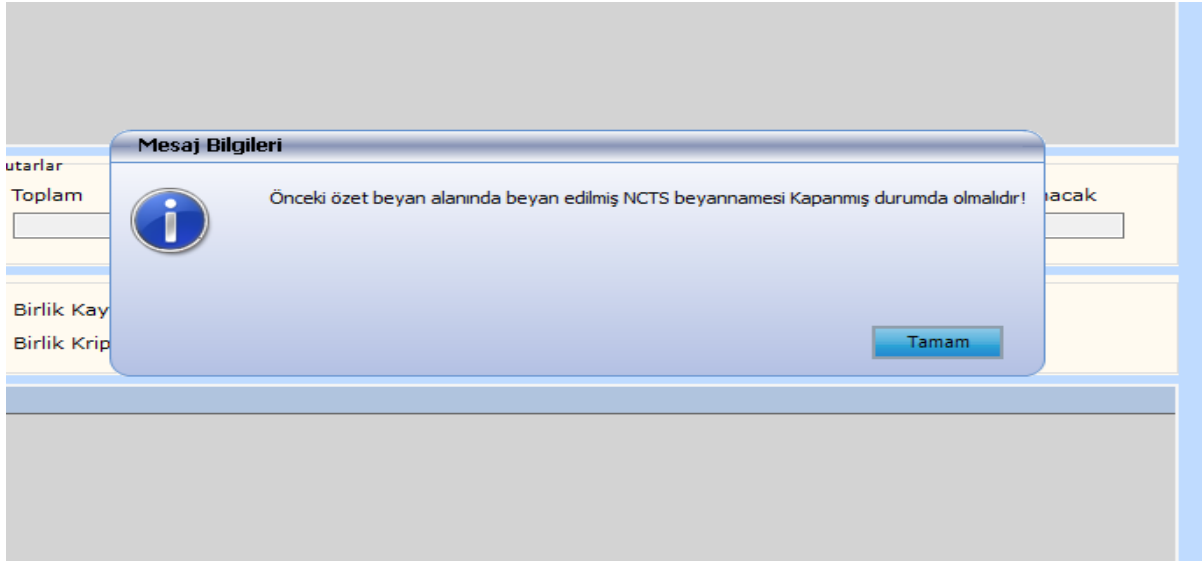 Mesaj Bilgileri
utarlar
Toplam
Önceki özet beyan alanında beyan edilmiş NCTS beyannamesi Kapanmış durumda olmalıdır!
nacak
Birlik Kay
Birlik Krip
Tamam